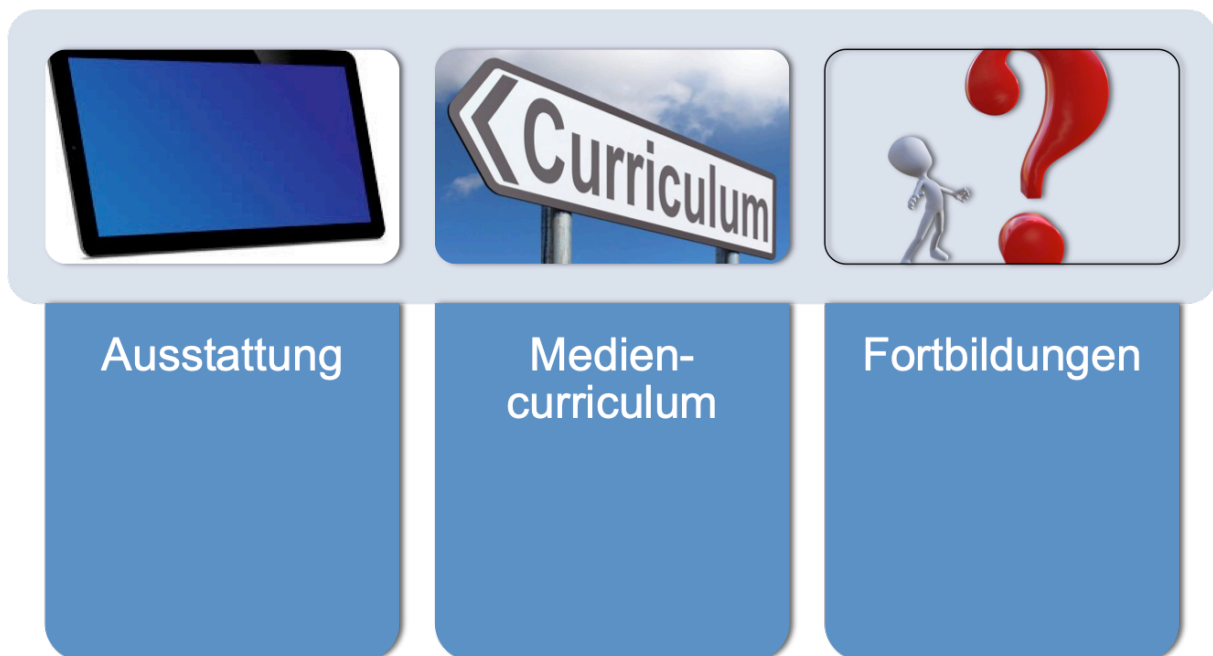 Curriculum
Ausstattung
Medien-
curriculum
Fortbildungen